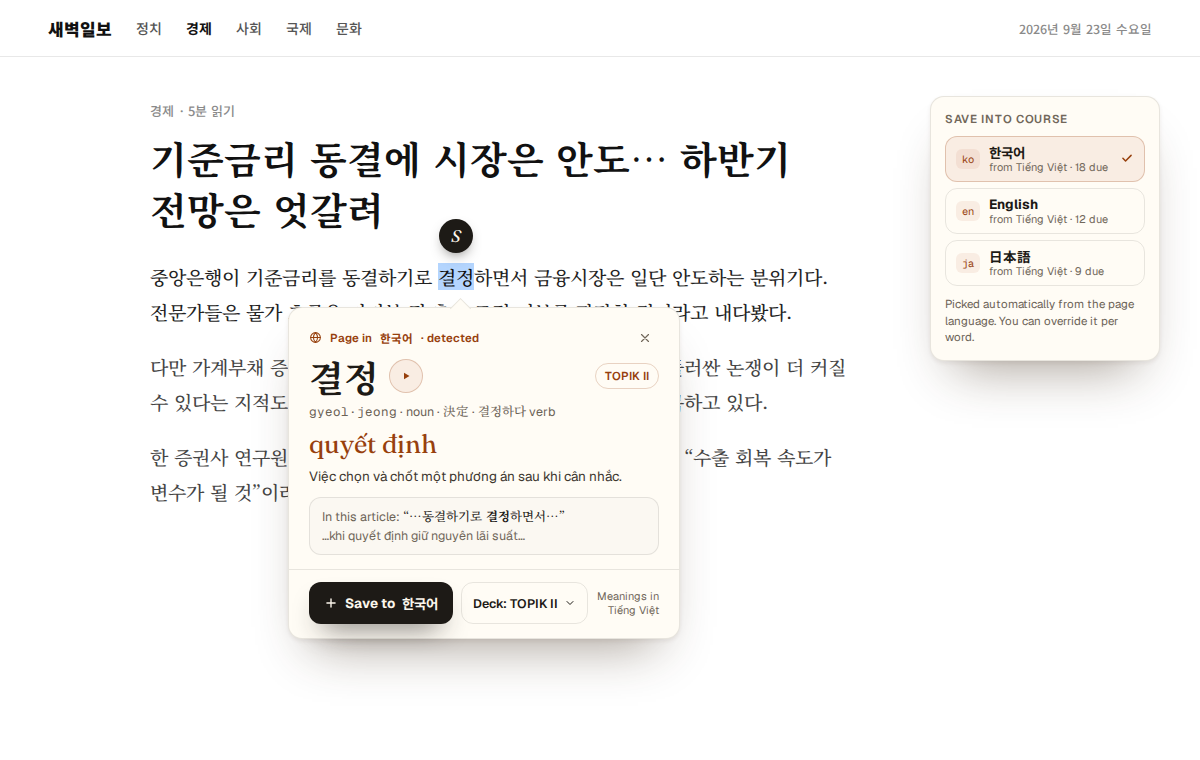 새벽일보 정치 경제 사회 국제 문화 2026년 9월 23일 수요일
경제 · 5분 읽기
기준금리 동결에 시장은 안도… 하반기
전망은 엇갈려
S
중앙은행이 기준금리를 동결하기로 결정하면서 금융시장은 일단 안도하는 분위기다.
전문가들은 물가 라고 내다봤다.
다만 가계부채 증 둘러싼 논쟁이 더 커질
수 있다는 지적도 하고 있다.
한 증권사 연구원 “수출 회복 속도가
변수가 될 것”이라
Page in 한국어 · detected
결정
TOPIK II
gyeol·jeong · noun · 決定 · 결정하다 verb
quyết định
Việc chọn và chốt một phương án sau khi cân nhắc.
In this article: “…동결하기로 결정하면서…”
…khi quyết định giữ nguyên lãi suất…
+ Save to 한국어
Deck: TOPIK II
Meanings in
Tiếng Việt
SAVE INTO COURSE
ko 한국어
from Tiếng Việt · 18 due
en English
from Tiếng Việt · 12 due
ja 日本語
from Tiếng Việt · 9 due
Picked automatically from the page
language. You can override it per
word.